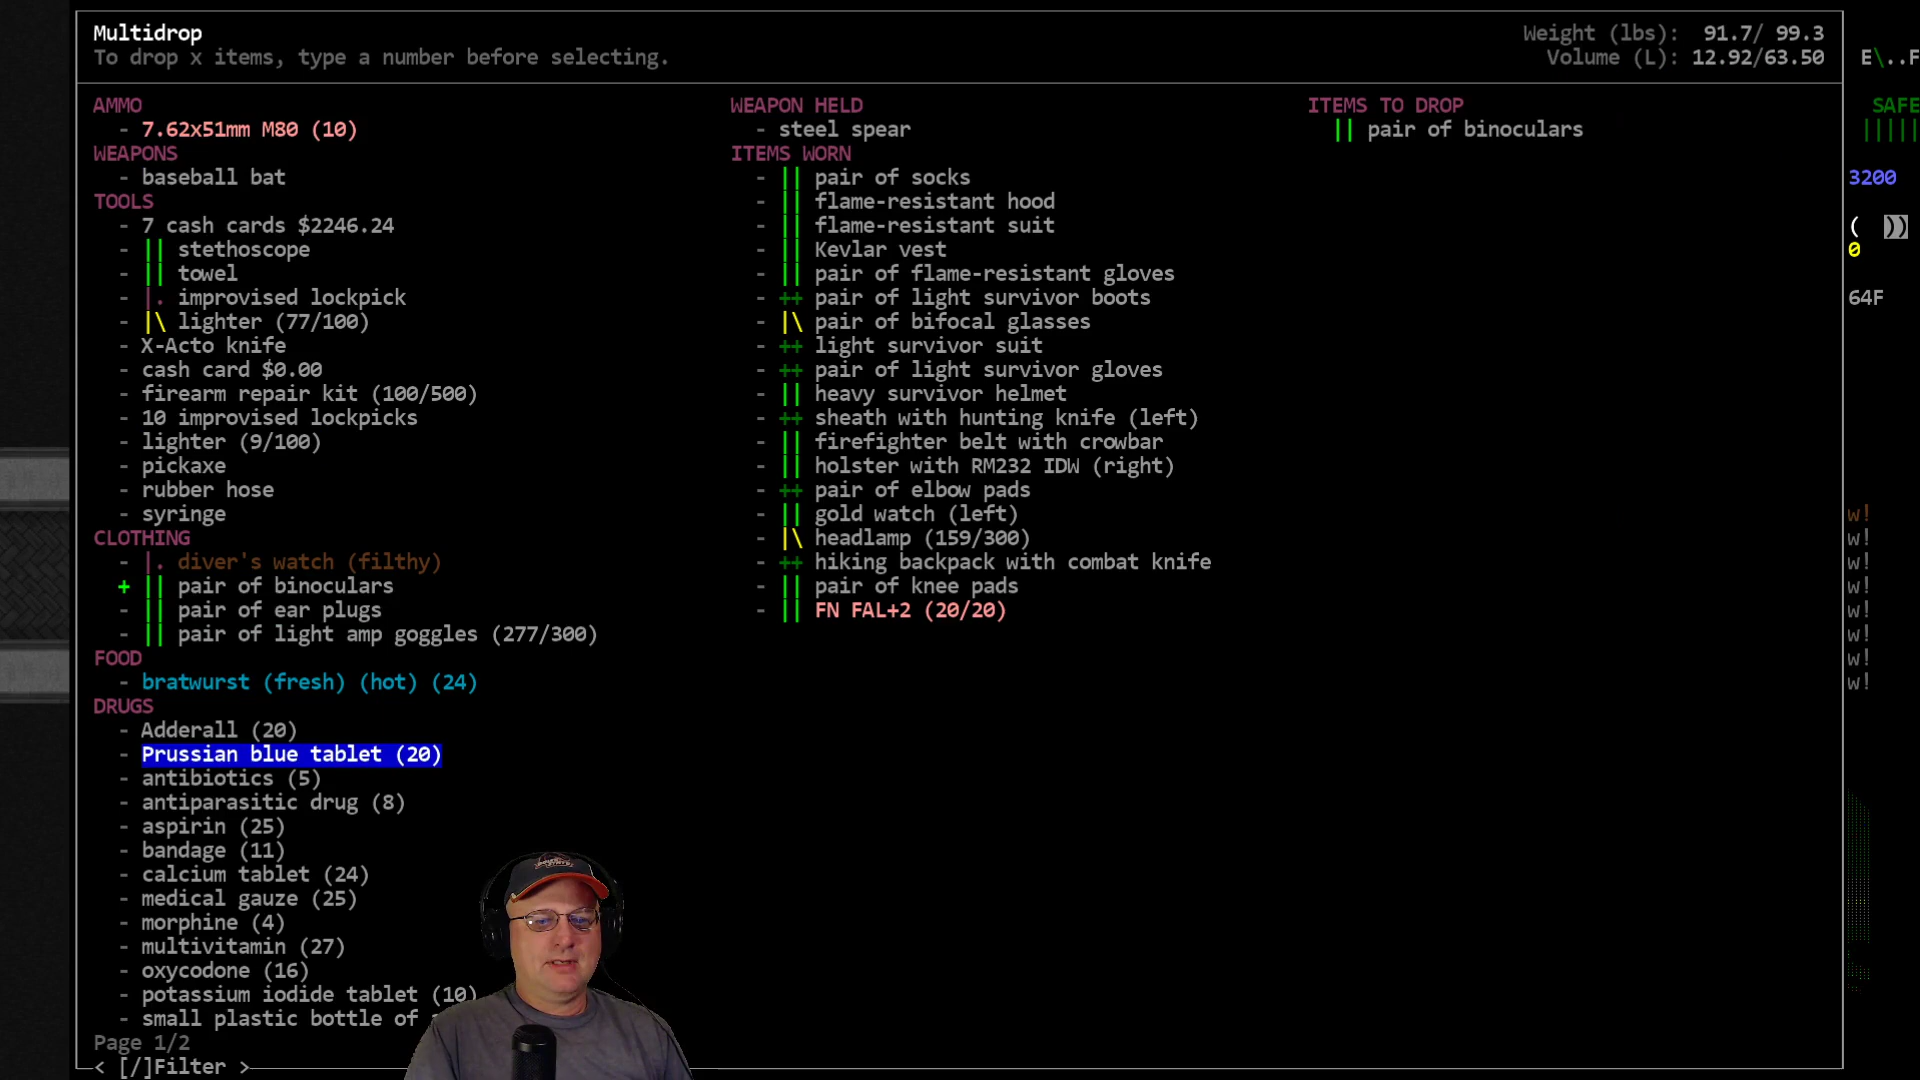 Multidrop
To drop x items, type a number before selecting.
Weight (lbs): 91.7/ 99.3
Volume (L): 12.92/63.50
AMMO
- 7.62x51mm M80 (10)
WEAPONS
- baseball bat
TOOLS
- 7 cash cards $2246.24
- || stethoscope
- || towel
- |. improvised lockpick
- |\ lighter (77/100)
- X-Acto knife
- cash card $0.00
- firearm repair kit (100/500)
- 10 improvised lockpicks
- lighter (9/100)
- pickaxe
- rubber hose
- syringe
CLOTHING
- |. diver's watch (filthy)
+ || pair of binoculars
- || pair of ear plugs
- || pair of light amp goggles (277/300)
FOOD
- bratwurst (fresh) (hot) (24)
DRUGS
- Adderall (20)
- Prussian blue tablet (20)
- antibiotics (5)
- antiparasitic drug (8)
- aspirin (25)
- bandage (11)
- calcium tablet (24)
- medical gauze (25)
- morphine (4)
- multivitamin (27)
- oxycodone (16)
- potassium iodide tablet (10)
- small plastic bottle of
Page 1/2
< [/]Filter >
WEAPON HELD
- steel spear
ITEMS WORN
- || pair of socks
- || flame-resistant hood
- || flame-resistant suit
- || Kevlar vest
- || pair of flame-resistant gloves
- ++ pair of light survivor boots
- |\ pair of bifocal glasses
- ++ light survivor suit
- ++ pair of light survivor gloves
- || heavy survivor helmet
- ++ sheath with hunting knife (left)
- || firefighter belt with crowbar
- || holster with RM232 IDW (right)
- ++ pair of elbow pads
- || gold watch (left)
- |\ headlamp (159/300)
- ++ hiking backpack with combat knife
- || pair of knee pads
- || FN FAL+2 (20/20)
ITEMS TO DROP
|| pair of binoculars
E\..F
SAFE
|||||
3200
( ))
0
64F
w!
w!
w!
w!
w!
w!
w!
w!